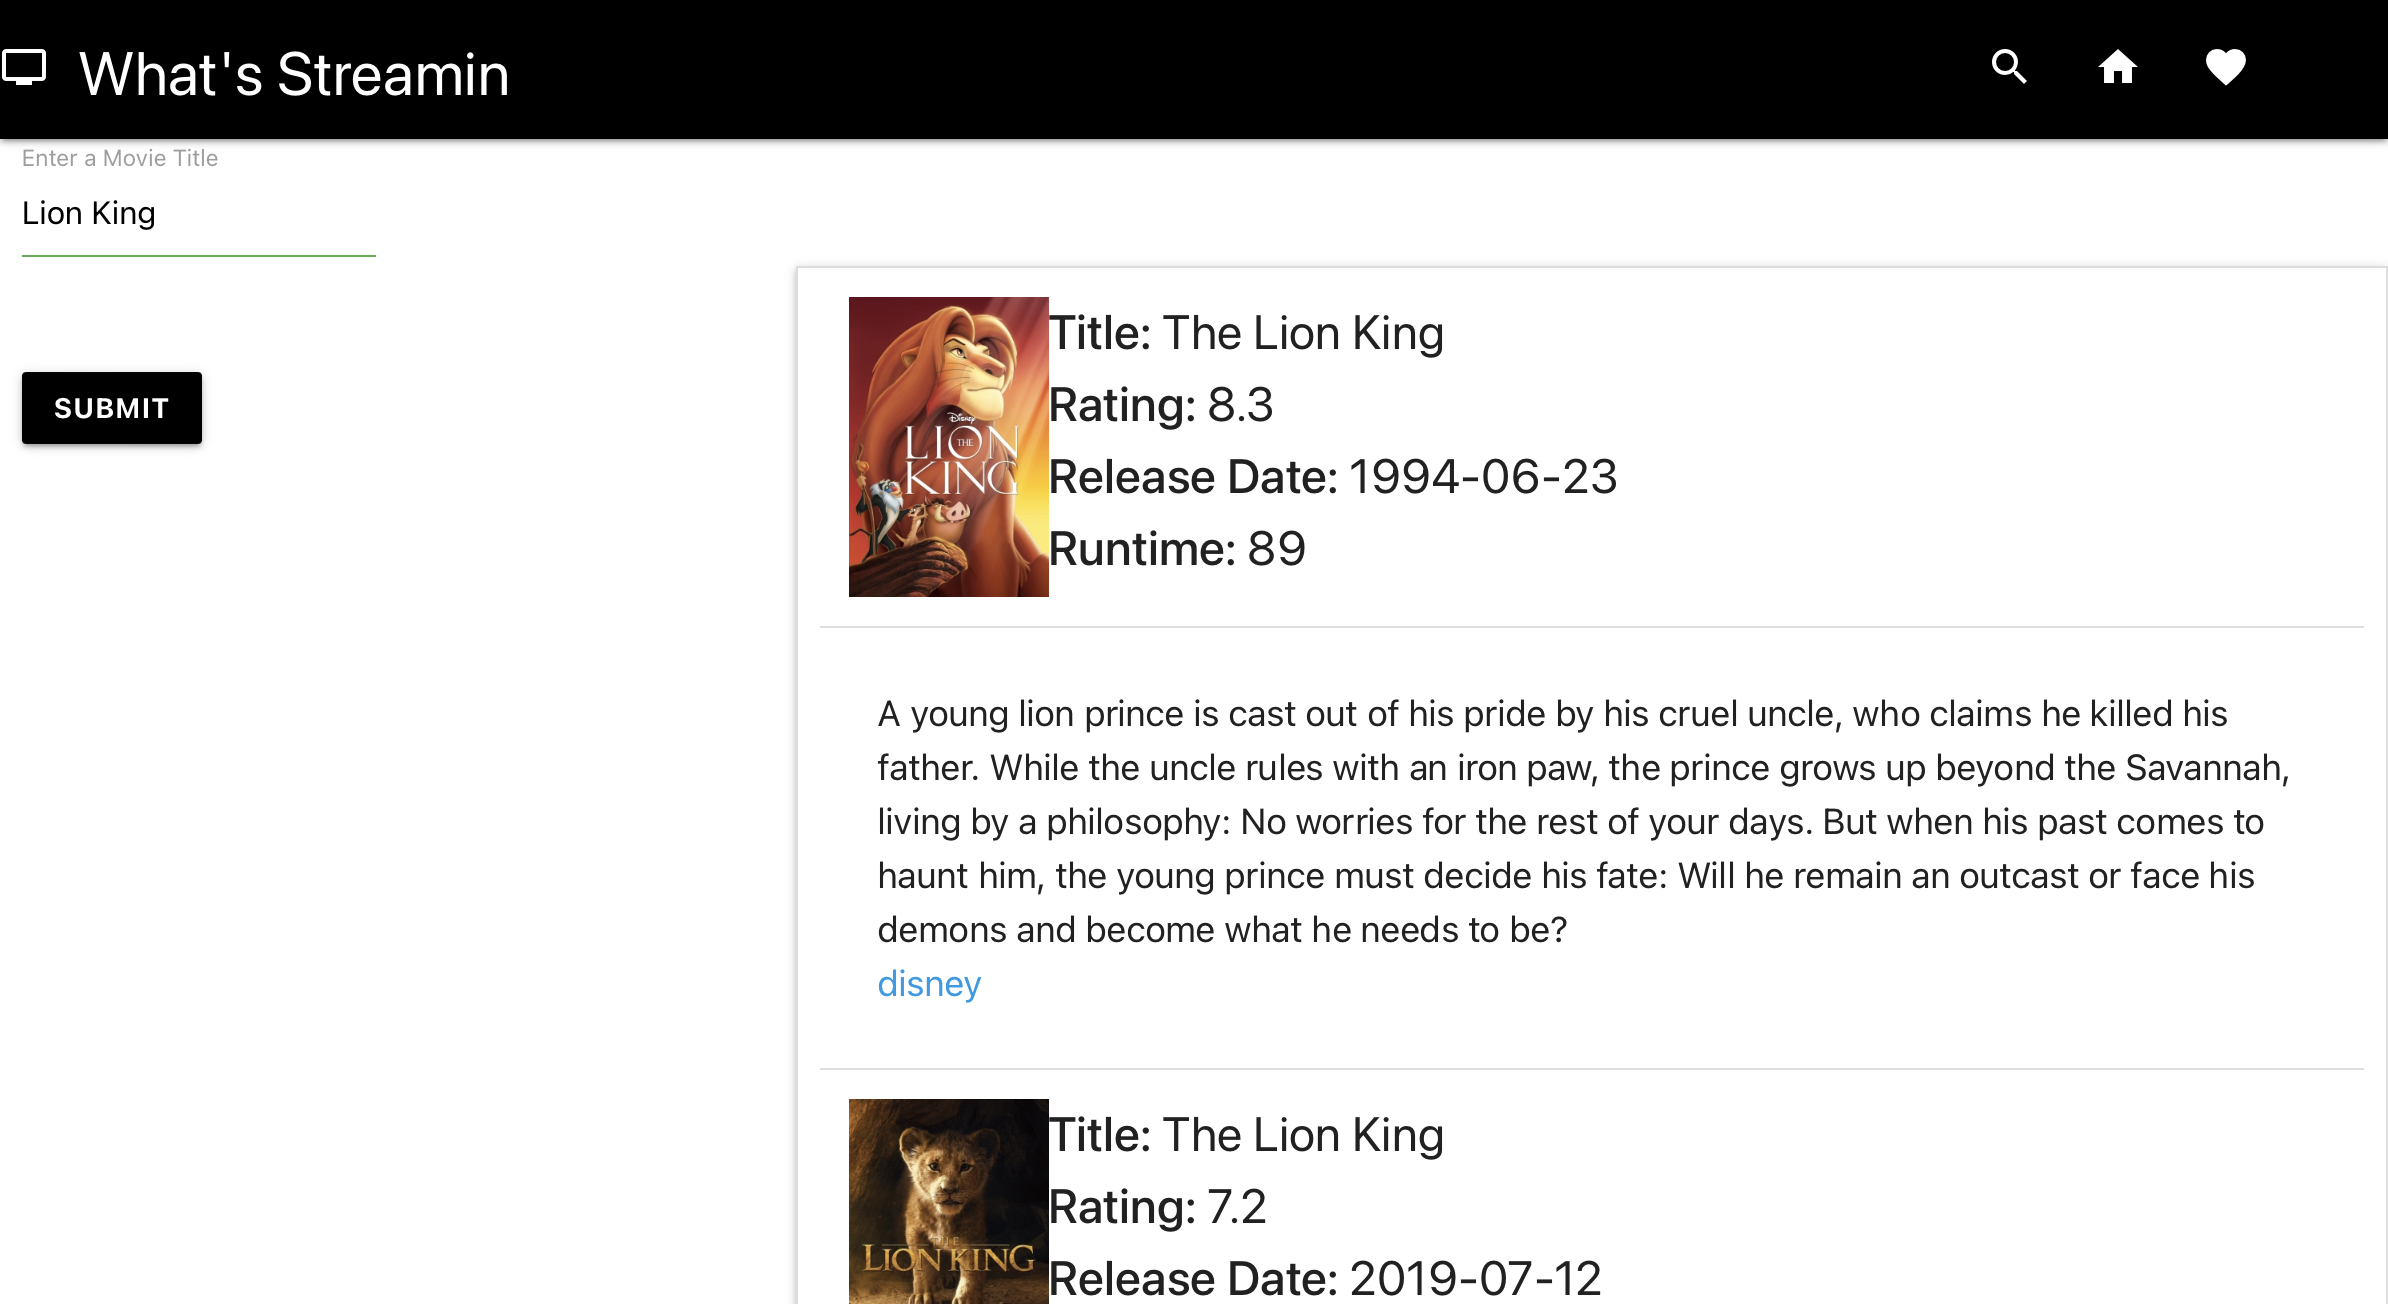 What's Streamin
Enter a Movie Title
Lion King
SUBMIT
Disney
THE
LION
KING
Title: The Lion King
Rating: 8.3
Release Date: 1994-06-23
Runtime: 89
A young lion prince is cast out of his pride by his cruel uncle, who claims he killed his
father. While the uncle rules with an iron paw, the prince grows up beyond the Savannah,
living by a philosophy: No worries for the rest of your days. But when his past comes to
haunt him, the young prince must decide his fate: Will he remain an outcast or face his
demons and become what he needs to be?
disney
THE
LION KING
Title: The Lion King
Rating: 7.2
Release Date: 2019-07-12